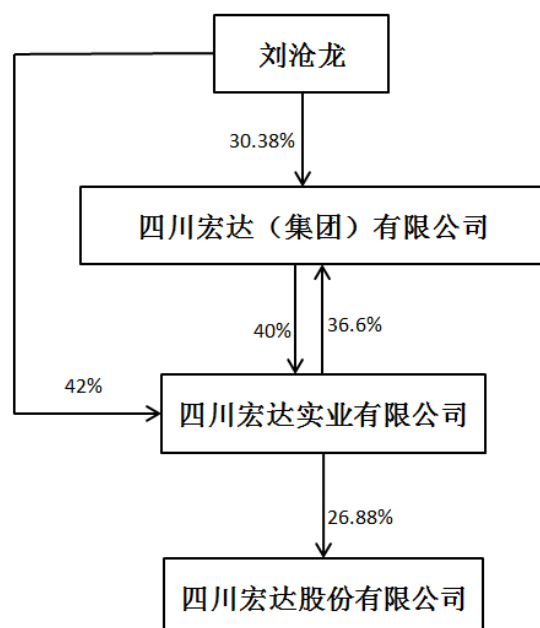 刘沧龙
30.38%
四川宏达（集团）有限公司
40%
36.6%
42%
四川宏达实业有限公司
26.88%
四川宏达股份有限公司